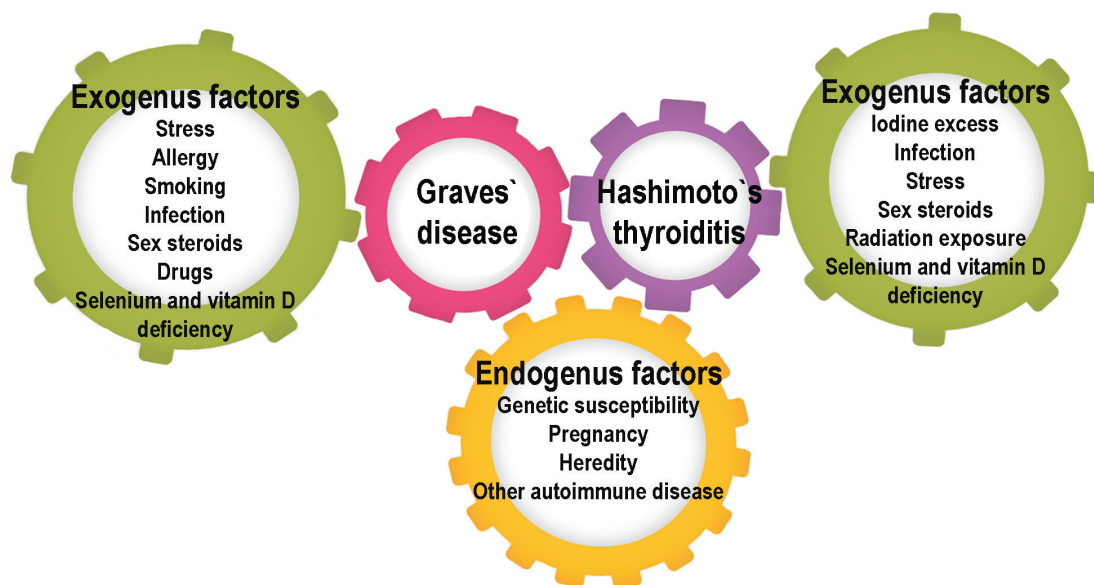 Exogenus factors
Stress
Allergy
Smoking
Infection
Sex steroids
Drugs
Selenium and vitamin D
deficiency
Graves`
disease
Hashimoto`s
thyroiditis
Exogenus factors
Iodine excess
Infection
Stress
Sex steroids
Radiation exposure
Selenium and vitamin D
deficiency
Endogenus factors
Genetic susceptibility
Pregnancy
Heredity
Other autoimmune disease